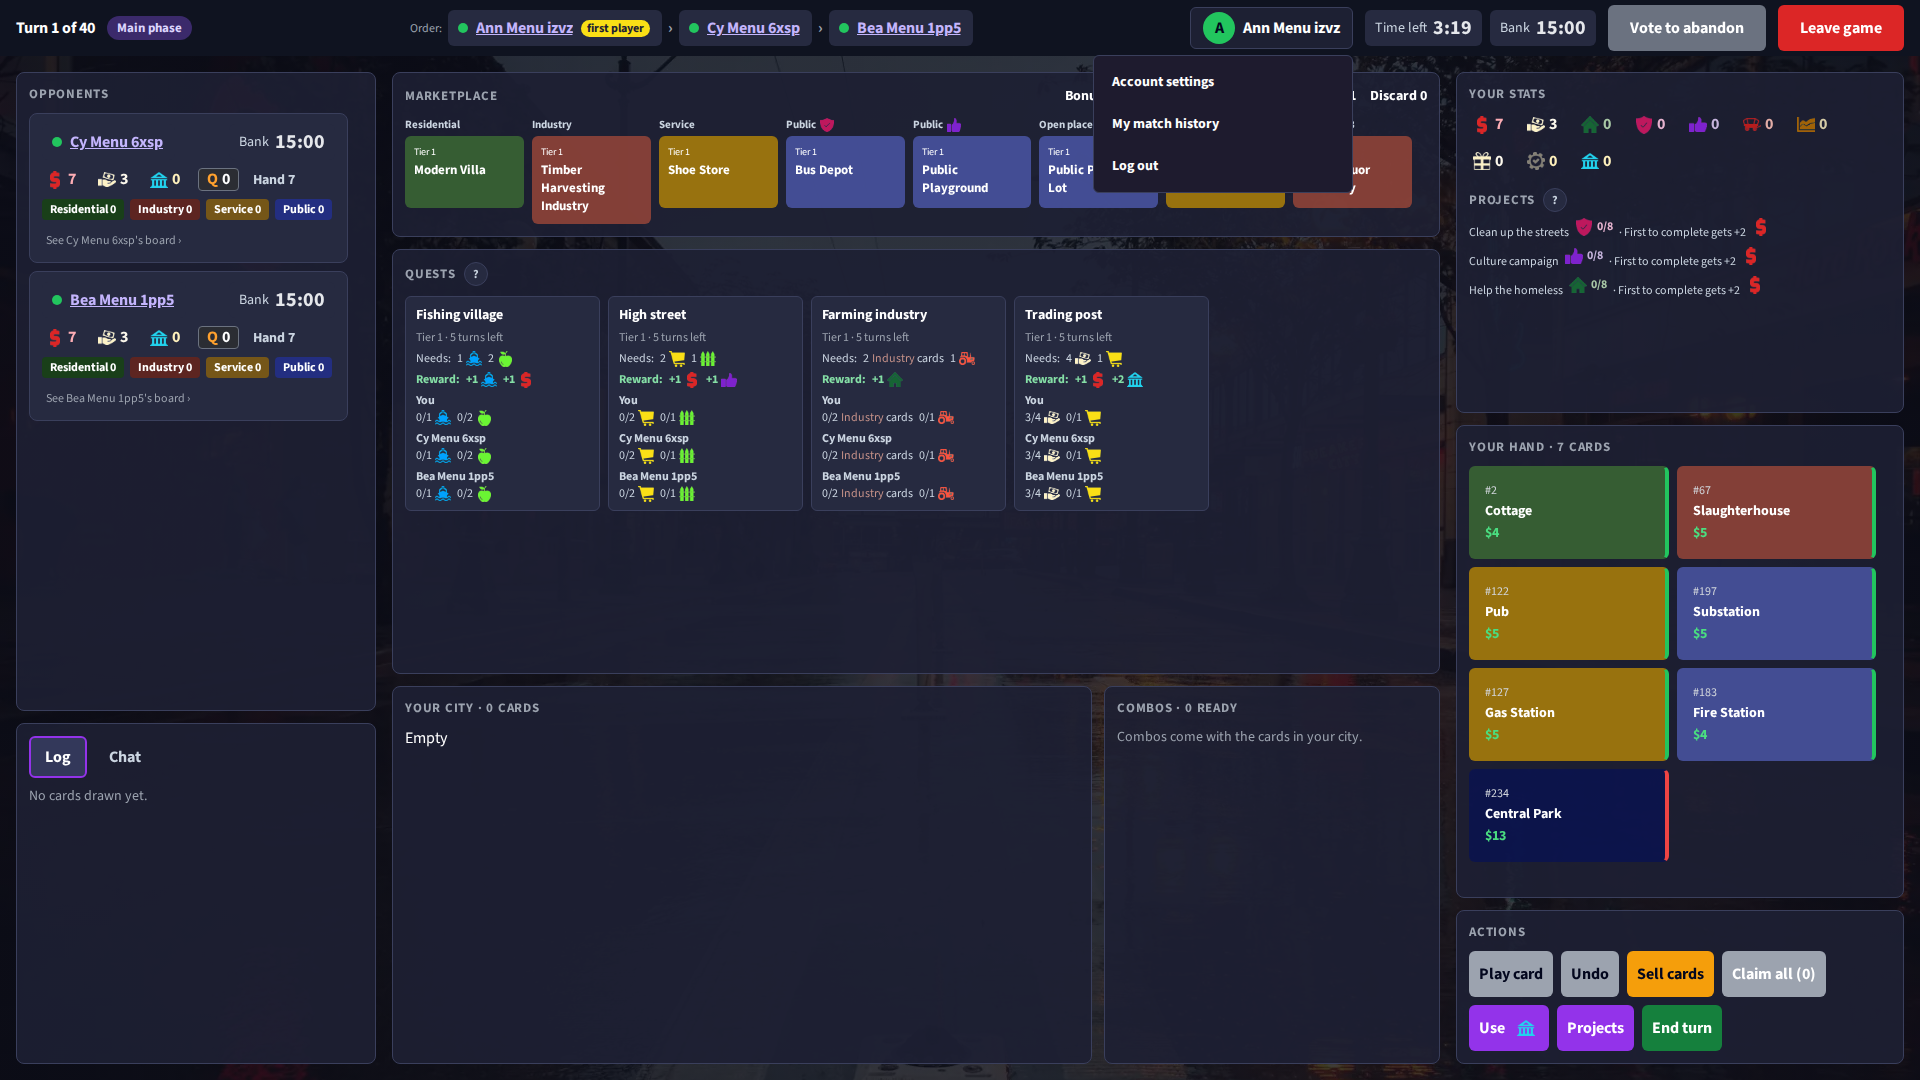 Turn 1 of 40 Main phase
Order: Ann Menu izvz first player › Cy Menu 6xsp › Bea Menu 1pp5
A Ann Menu izvz
Time left 3:19
Bank 15:00
Vote to abandon
Leave game
Account settings
My match history
Log out
OPPONENTS
Cy Menu 6xsp Bank 15:00
7 3 0 Q 0 Hand 7
Residential 0 Industry 0 Service 0 Public 0
See Cy Menu 6xsp's board ›
Bea Menu 1pp5 Bank 15:00
7 3 0 Q 0 Hand 7
Residential 0 Industry 0 Service 0 Public 0
See Bea Menu 1pp5's board ›
Log Chat
No cards drawn yet.
MARKETPLACE
Discard 0
Residential
Tier 1
Modern Villa
Industry
Tier 1
Timber
Harvesting
Industry
Service
Tier 1
Shoe Store
Public
Tier 1
Bus Depot
Public
Tier 1
Public
Playground
Open place
Tier 1
Public
Lot
QUESTS ?
Fishing village
Tier 1 · 5 turns left
Needs: 1 2
Reward: +1 +1
You
0/1 0/2
Cy Menu 6xsp
0/1 0/2
Bea Menu 1pp5
0/1 0/2
High street
Tier 1 · 5 turns left
Needs: 2 1
Reward: +1 +1
You
0/2 0/1
Cy Menu 6xsp
0/2 0/1
Bea Menu 1pp5
0/2 0/1
Farming industry
Tier 1 · 5 turns left
Needs: 2 Industry cards 1
Reward: +1
You
0/2 Industry cards 0/1
Cy Menu 6xsp
0/2 Industry cards 0/1
Bea Menu 1pp5
0/2 Industry cards 0/1
Trading post
Tier 1 · 5 turns left
Needs: 4 1
Reward: +1 +2
You
3/4 0/1
Cy Menu 6xsp
3/4 0/1
Bea Menu 1pp5
3/4 0/1
YOUR CITY · 0 CARDS
Empty
COMBOS · 0 READY
Combos come with the cards in your city.
YOUR STATS
7 3 0 0 0 0 0
0 0 0
PROJECTS ?
Clean up the streets 0/8 · First to complete gets +2
Culture campaign 0/8 · First to complete gets +2
Help the homeless 0/8 · First to complete gets +2
YOUR HAND · 7 CARDS
#2
Cottage
$4
#67
Slaughterhouse
$5
#122
Pub
$5
#197
Substation
$5
#127
Gas Station
$5
#183
Fire Station
$4
#234
Central Park
$13
ACTIONS
Play card Undo Sell cards Claim all (0)
Use Projects End turn